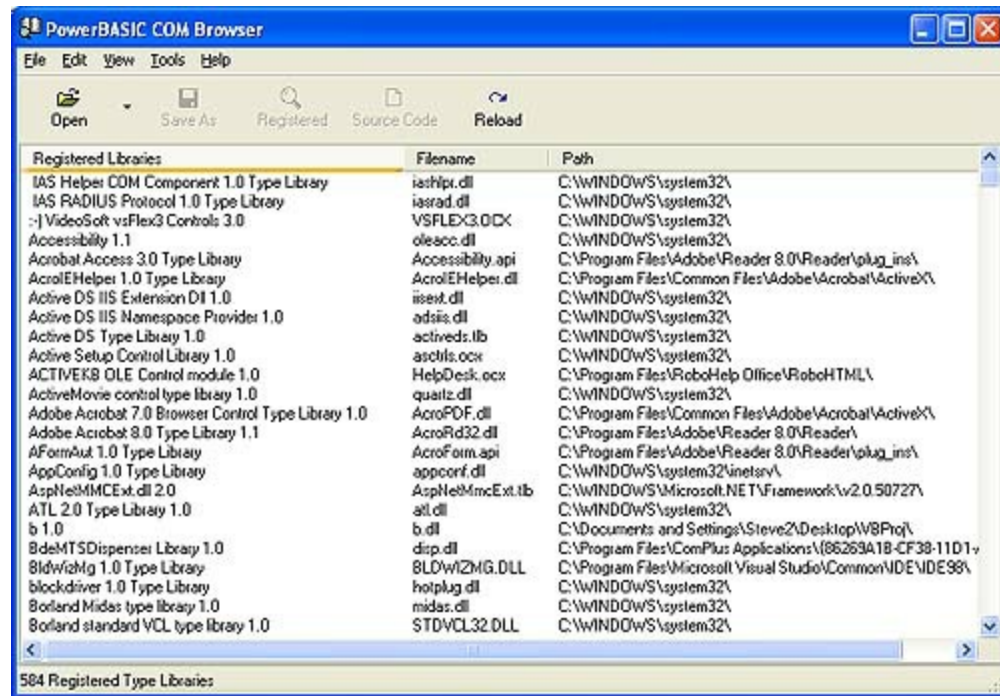 PowerBASIC COM Browser
File Edit View Tools Help
Open Save As Registered Source Code Reload
Registered Libraries Filename Path
IAS Helper COM Component 1.0 Type Library iashlpr.dll C:\WINDOWS\system32\
IAS RADIUS Protocol 1.0 Type Library iasrad.dll C:\WINDOWS\system32\
:-) VideoSoft vsFlex3 Controls 3.0 VSFLEX3.OCX C:\WINDOWS\system32\
Accessibility 1.1 oleacc.dll C:\WINDOWS\system32\
Acrobat Access 3.0 Type Library Accessibility.api C:\Program Files\Adobe\Reader 8.0\Reader\plug_ins\
AcroIEHelper 1.0 Type Library AcroIEHelper.dll C:\Program Files\Common Files\Adobe\Acrobat\ActiveX\
Active DS IIS Extension Dll 1.0 iisext.dll C:\WINDOWS\system32\
Active DS IIS Namespace Provider 1.0 adsiis.dll C:\WINDOWS\system32\
Active DS Type Library 1.0 activeds.tlb C:\WINDOWS\system32\
Active Setup Control Library 1.0 asctrls.ocx C:\WINDOWS\system32\
ACTIVEKB OLE Control module 1.0 HelpDesk.ocx C:\Program Files\RoboHelp Office\RoboHTML\
ActiveMovie control type library 1.0 quartz.dll C:\WINDOWS\system32\
Adobe Acrobat 7.0 Browser Control Type Library 1.0 AcroPDF.dll C:\Program Files\Common Files\Adobe\Acrobat\ActiveX\
Adobe Acrobat 8.0 Type Library 1.1 AcroRd32.dll C:\Program Files\Adobe\Reader 8.0\Reader\
AFormAut 1.0 Type Library AcroForm.api C:\Program Files\Adobe\Reader 8.0\Reader\plug_ins\
AppConfig 1.0 Type Library appconf.dll C:\WINDOWS\system32\inetsrv\
AspNetMMCExt.dll 2.0 AspNetMmcExt.tlb C:\WINDOWS\Microsoft.NET\Framework\v2.0.50727\
ATL 2.0 Type Library 1.0 atl.dll C:\WINDOWS\system32\
b 1.0 b.dll C:\Documents and Settings\Steve2\Desktop\VBProj\
BdeMTSDispenser Library 1.0 disp.dll C:\Program Files\ComPlus Applications\{86269A1B-CF38-11D1-
BldWizMg 1.0 Type Library BLDWIZMG.DLL C:\Program Files\Microsoft Visual Studio\Common\IDE\IDE98\
blockdriver 1.0 Type Library hotplug.dll C:\WINDOWS\system32\
Borland Midas type library 1.0 midas.dll C:\WINDOWS\system32\
Borland standard VCL type library 1.0 STDVCL32.DLL C:\WINDOWS\system32\
584 Registered Type Libraries